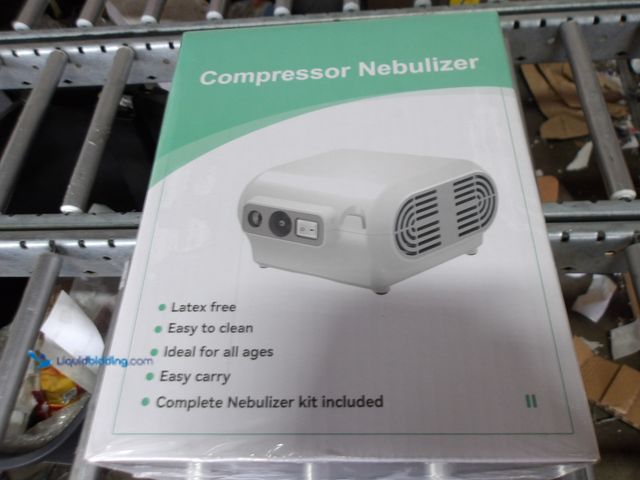 Compressor Nebulizer
Latex free
Easy to clean
Ideal for all ages
Easy carry
Complete Nebulizer kit included
Liquidbidding.com